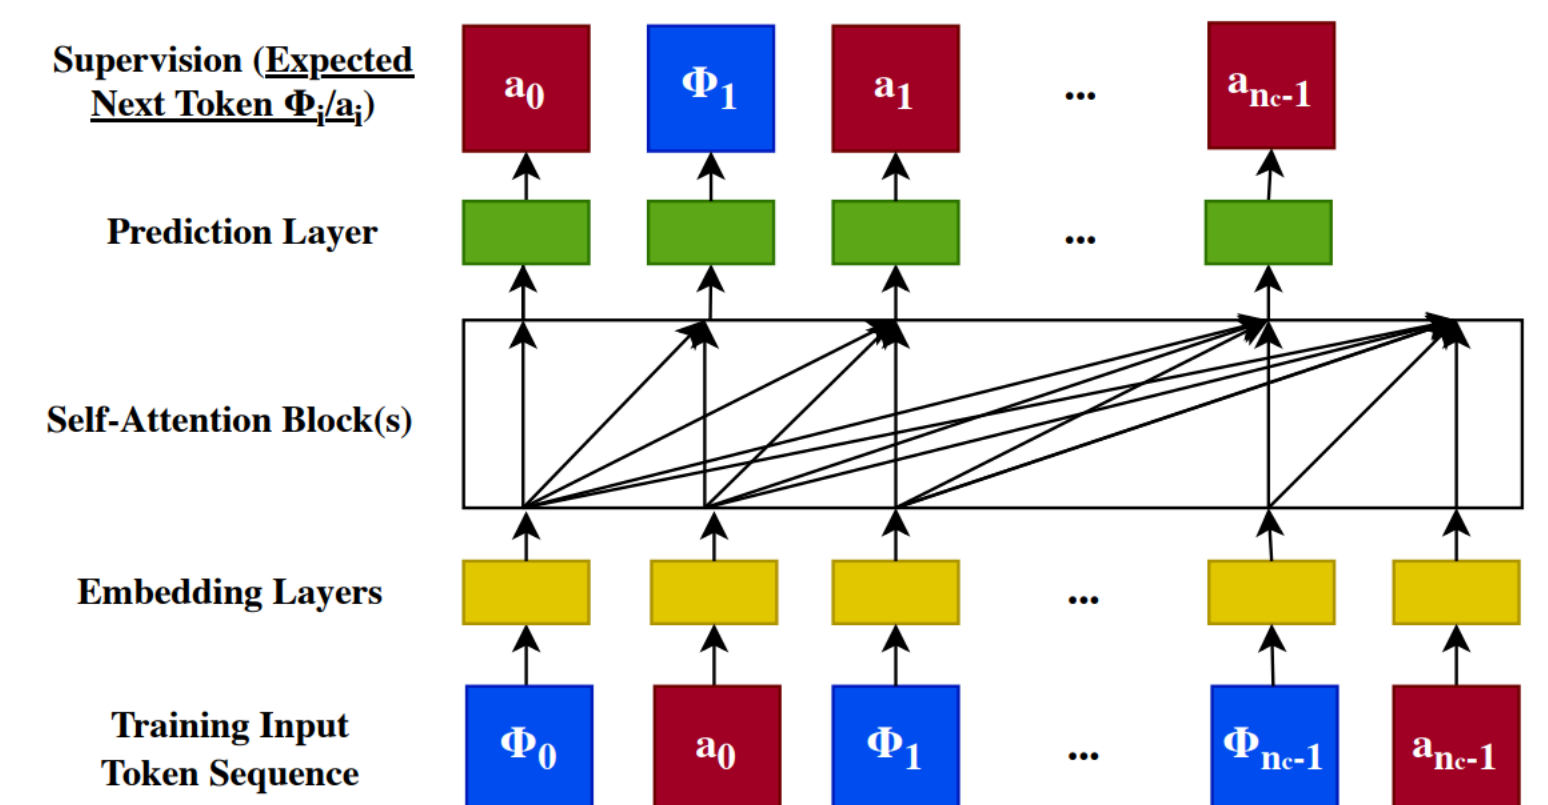 Supervision (Expected
Next Token Φi/ai)
a0
Φ1
a1
...
anc-1
Prediction Layer
...
Self-Attention Block(s)
Embedding Layers
...
Training Input
Token Sequence
Φ0
a0
Φ1
...
Φnc-1
anc-1